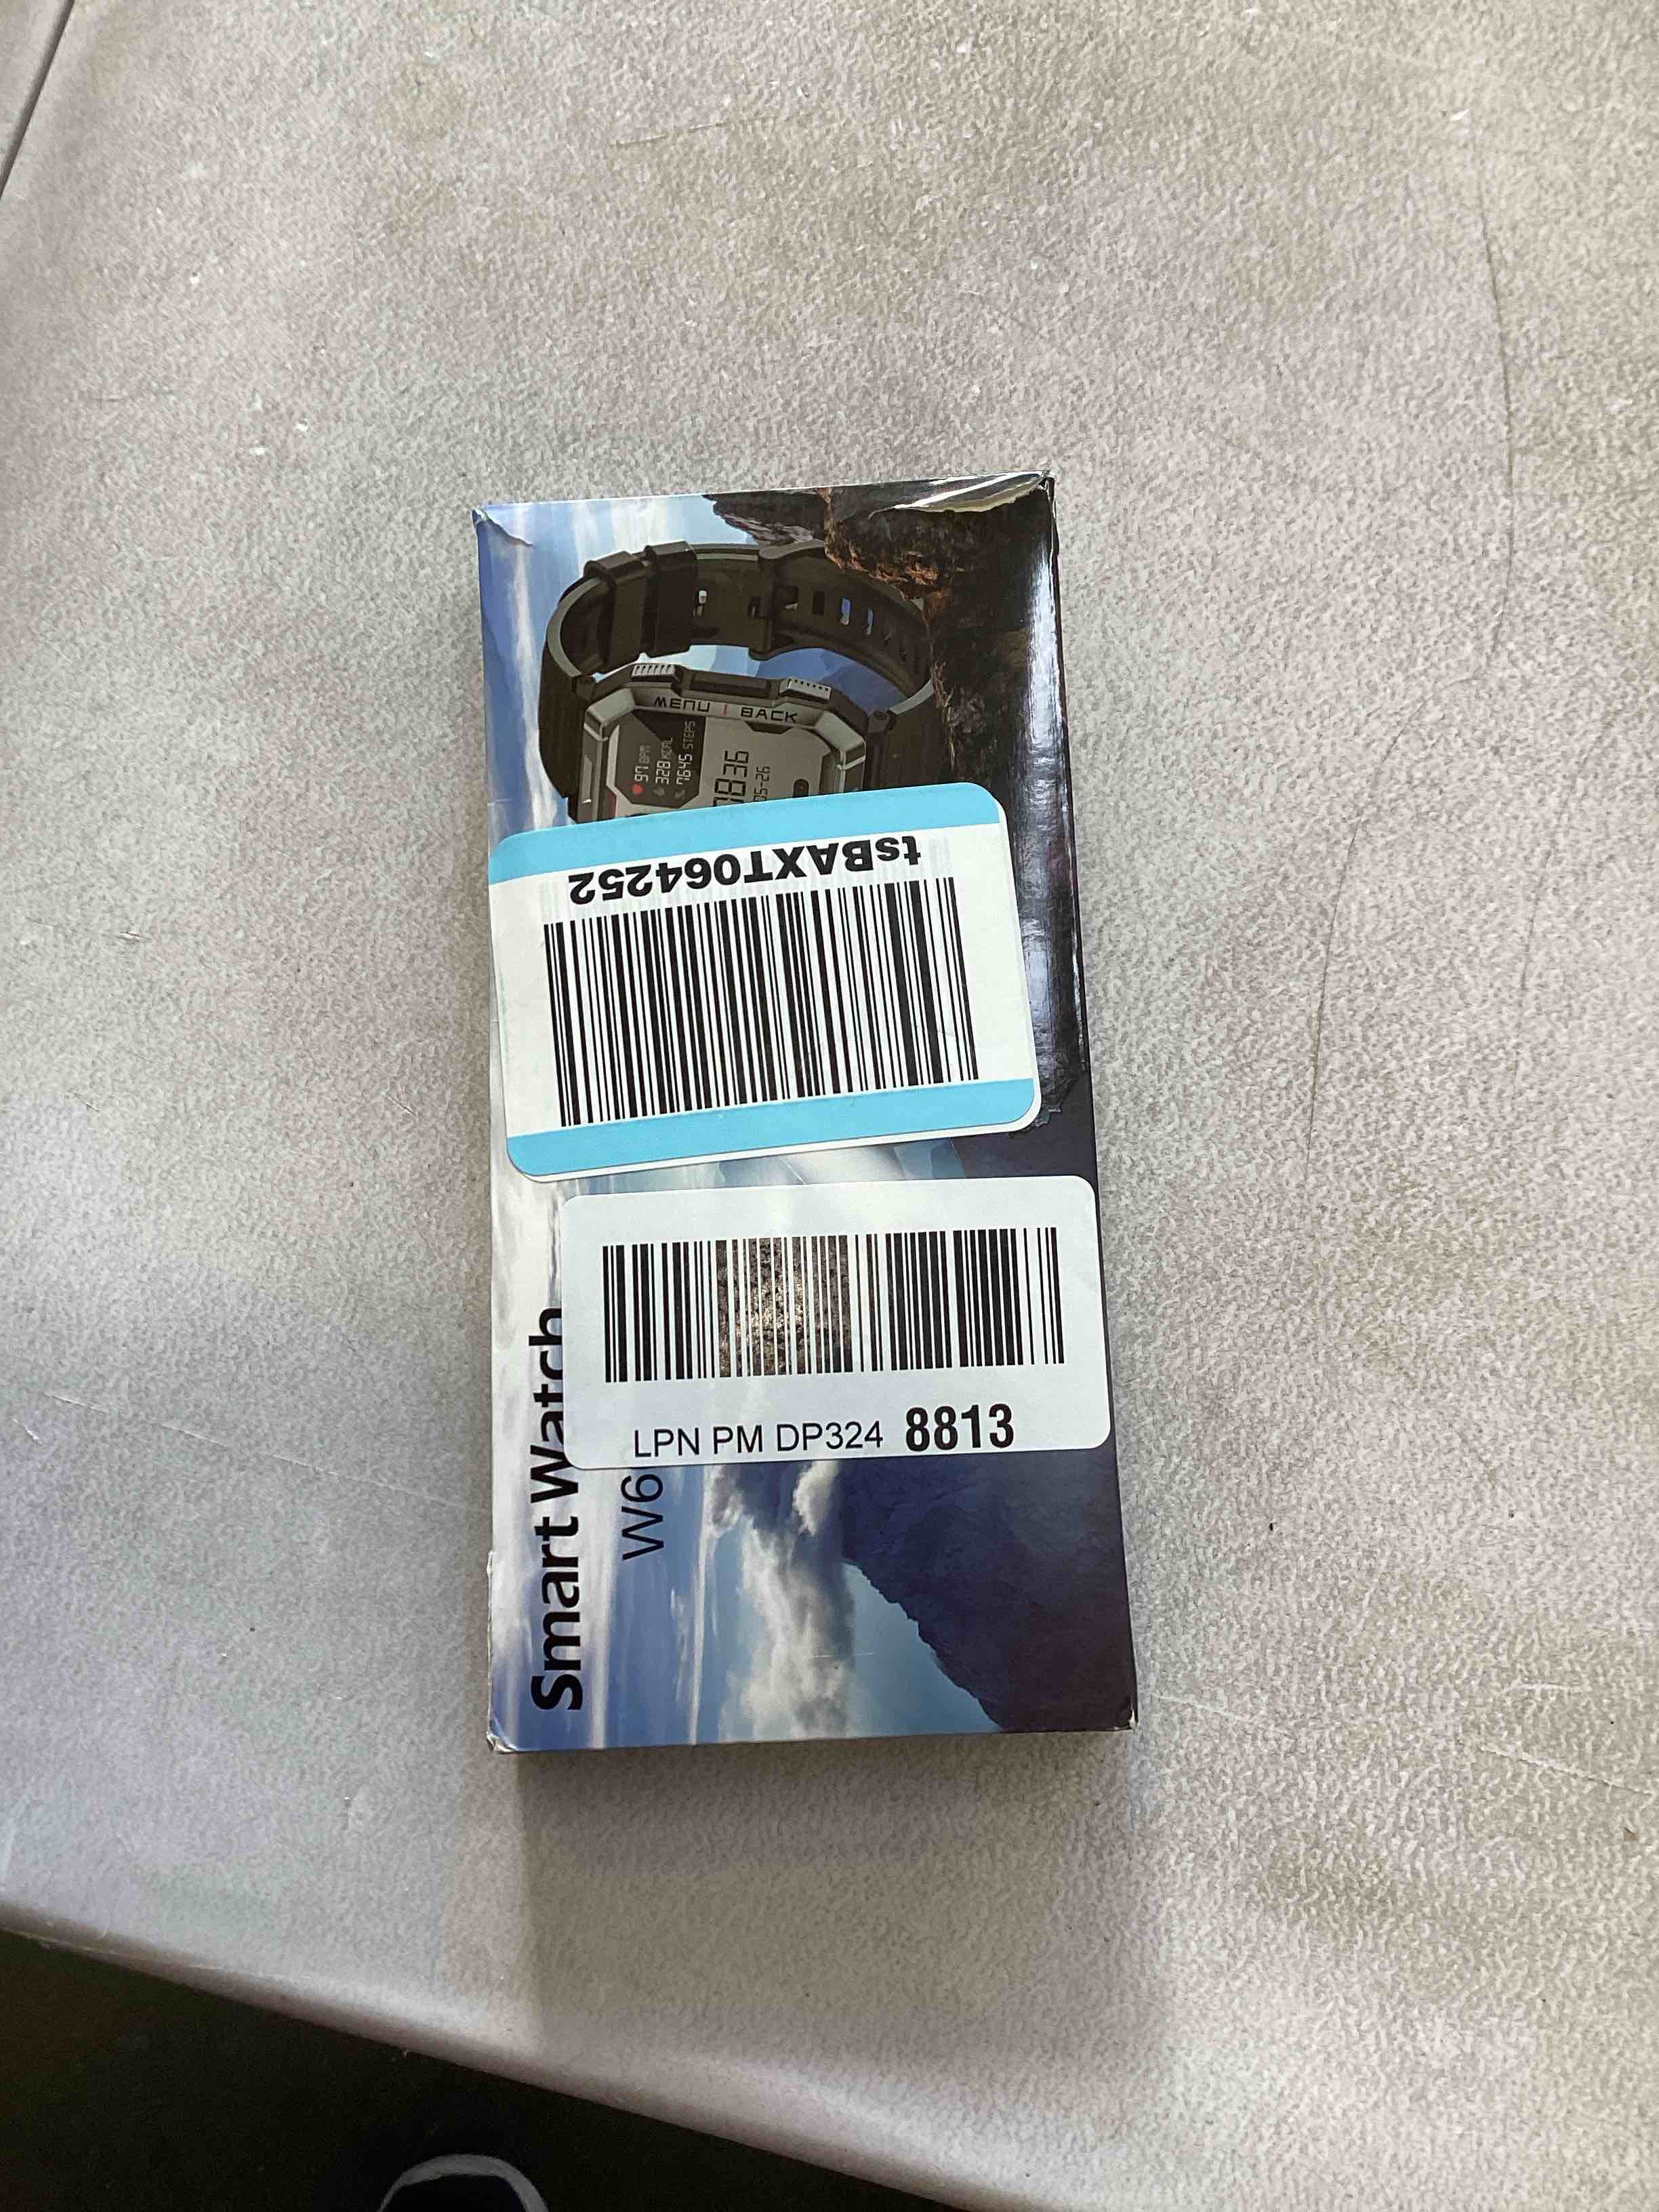 MENU | BACK
97 BPM
328 KCAL
7645 STEPS
05-26
tsBAXT064252
LPN PM DP324 8813
Smart Watch
W6